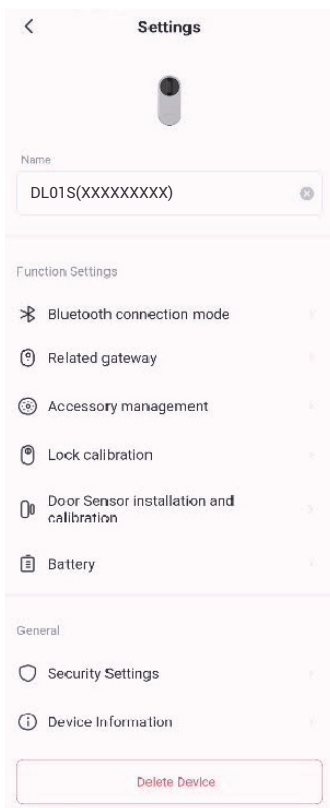 Settings
Name
DL01S(XXXXXXXXX)
Function Settings
Bluetooth connection mode
Related gateway
Accessory management
Lock calibration
Door Sensor installation and
calibration
Battery
General
Security Settings
Device Information
Delete Device